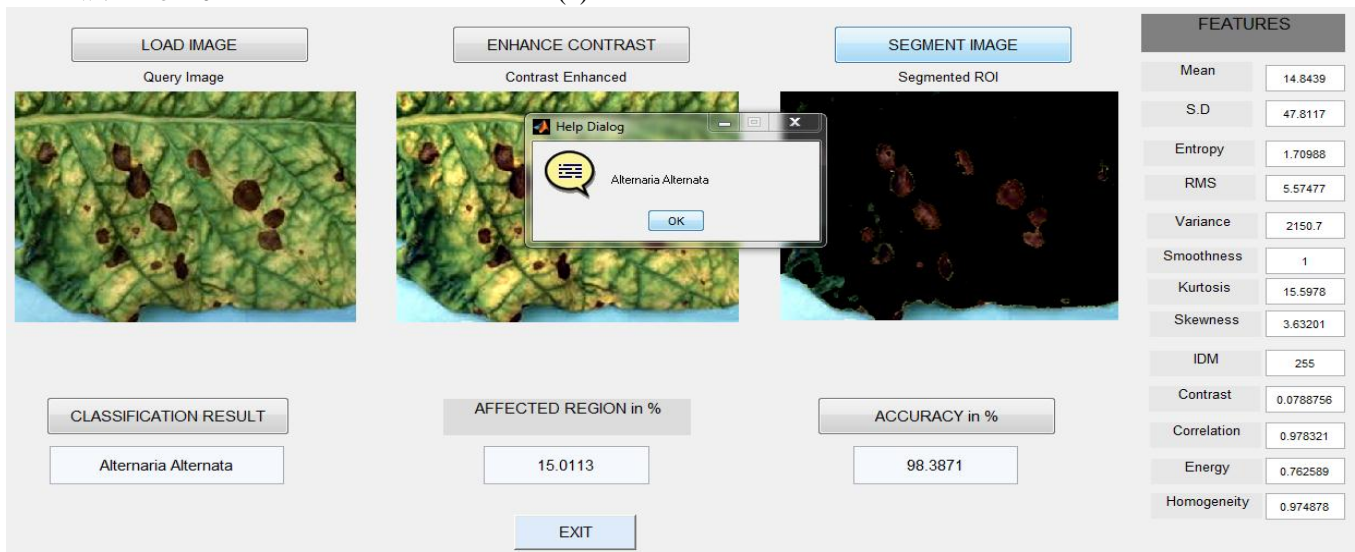 LOAD IMAGE
ENHANCE CONTRAST
SEGMENT IMAGE
FEATURES
Query Image
Contrast Enhanced
Segmented ROI
Help Dialog
Alternaria Alternata
OK
Mean 14.8439
S.D 47.8117
Entropy 1.70988
RMS 5.57477
Variance 2150.7
Smoothness 1
Kurtosis 15.5978
Skewness 3.63201
IDM 255
Contrast 0.0788756
Correlation 0.978321
Energy 0.762589
Homogeneity 0.974878
CLASSIFICATION RESULT
AFFECTED REGION in %
ACCURACY in %
Alternaria Alternata
15.0113
98.3871
EXIT